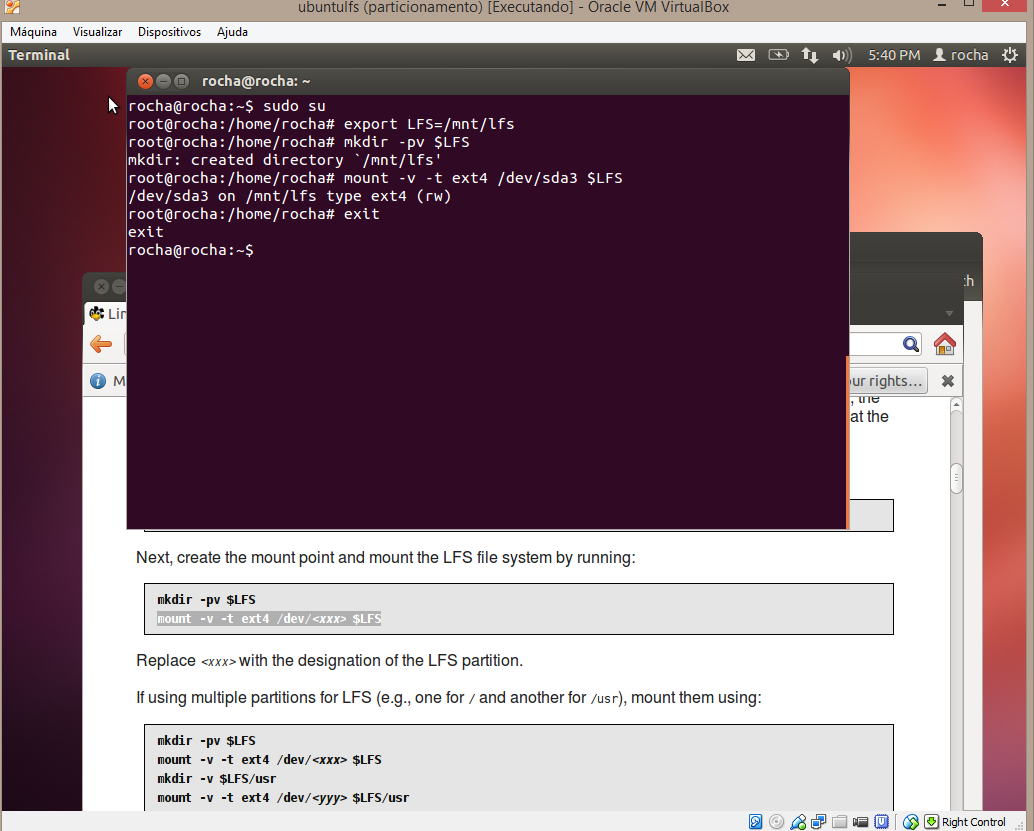 ubuntulfs (particionamento) [Executando] - Oracle VM VirtualBox
Máquina Visualizar Dispositivos Ajuda
Terminal 5:40 PM rocha
rocha@rocha: ~
rocha@rocha:~$ sudo su
root@rocha:/home/rocha# export LFS=/mnt/lfs
root@rocha:/home/rocha# mkdir -pv $LFS
mkdir: created directory `/mnt/lfs'
root@rocha:/home/rocha# mount -v -t ext4 /dev/sda3 $LFS
/dev/sda3 on /mnt/lfs type ext4 (rw)
root@rocha:/home/rocha# exit
exit
rocha@rocha:~$
ur rights...
, the
at the
Next, create the mount point and mount the LFS file system by running:
mkdir -pv $LFS
mount -v -t ext4 /dev/<xxx> $LFS
Replace <xxx> with the designation of the LFS partition.
If using multiple partitions for LFS (e.g., one for / and another for /usr), mount them using:
mkdir -pv $LFS
mount -v -t ext4 /dev/<xxx> $LFS
mkdir -v $LFS/usr
mount -v -t ext4 /dev/<yyy> $LFS/usr
Right Control